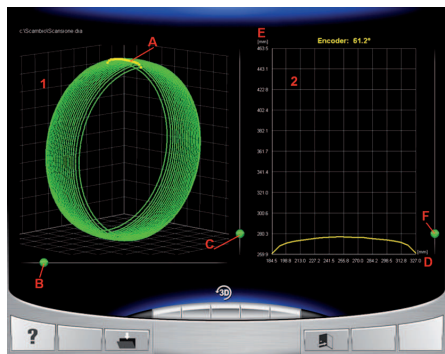 c:\Scambio\Scansione.dia
A
E
[mm]
Encoder: 61.2°
1
2
463.5
443.1
422.8
402.4
382.1
361.7
341.4
321.0
300.6
280.3
259.9
C
F
B
184.5 198.8 213.0 227.2 241.5 255.8 270.0 284.2 298.5 312.8 327.0
[mm]
D
3D
?